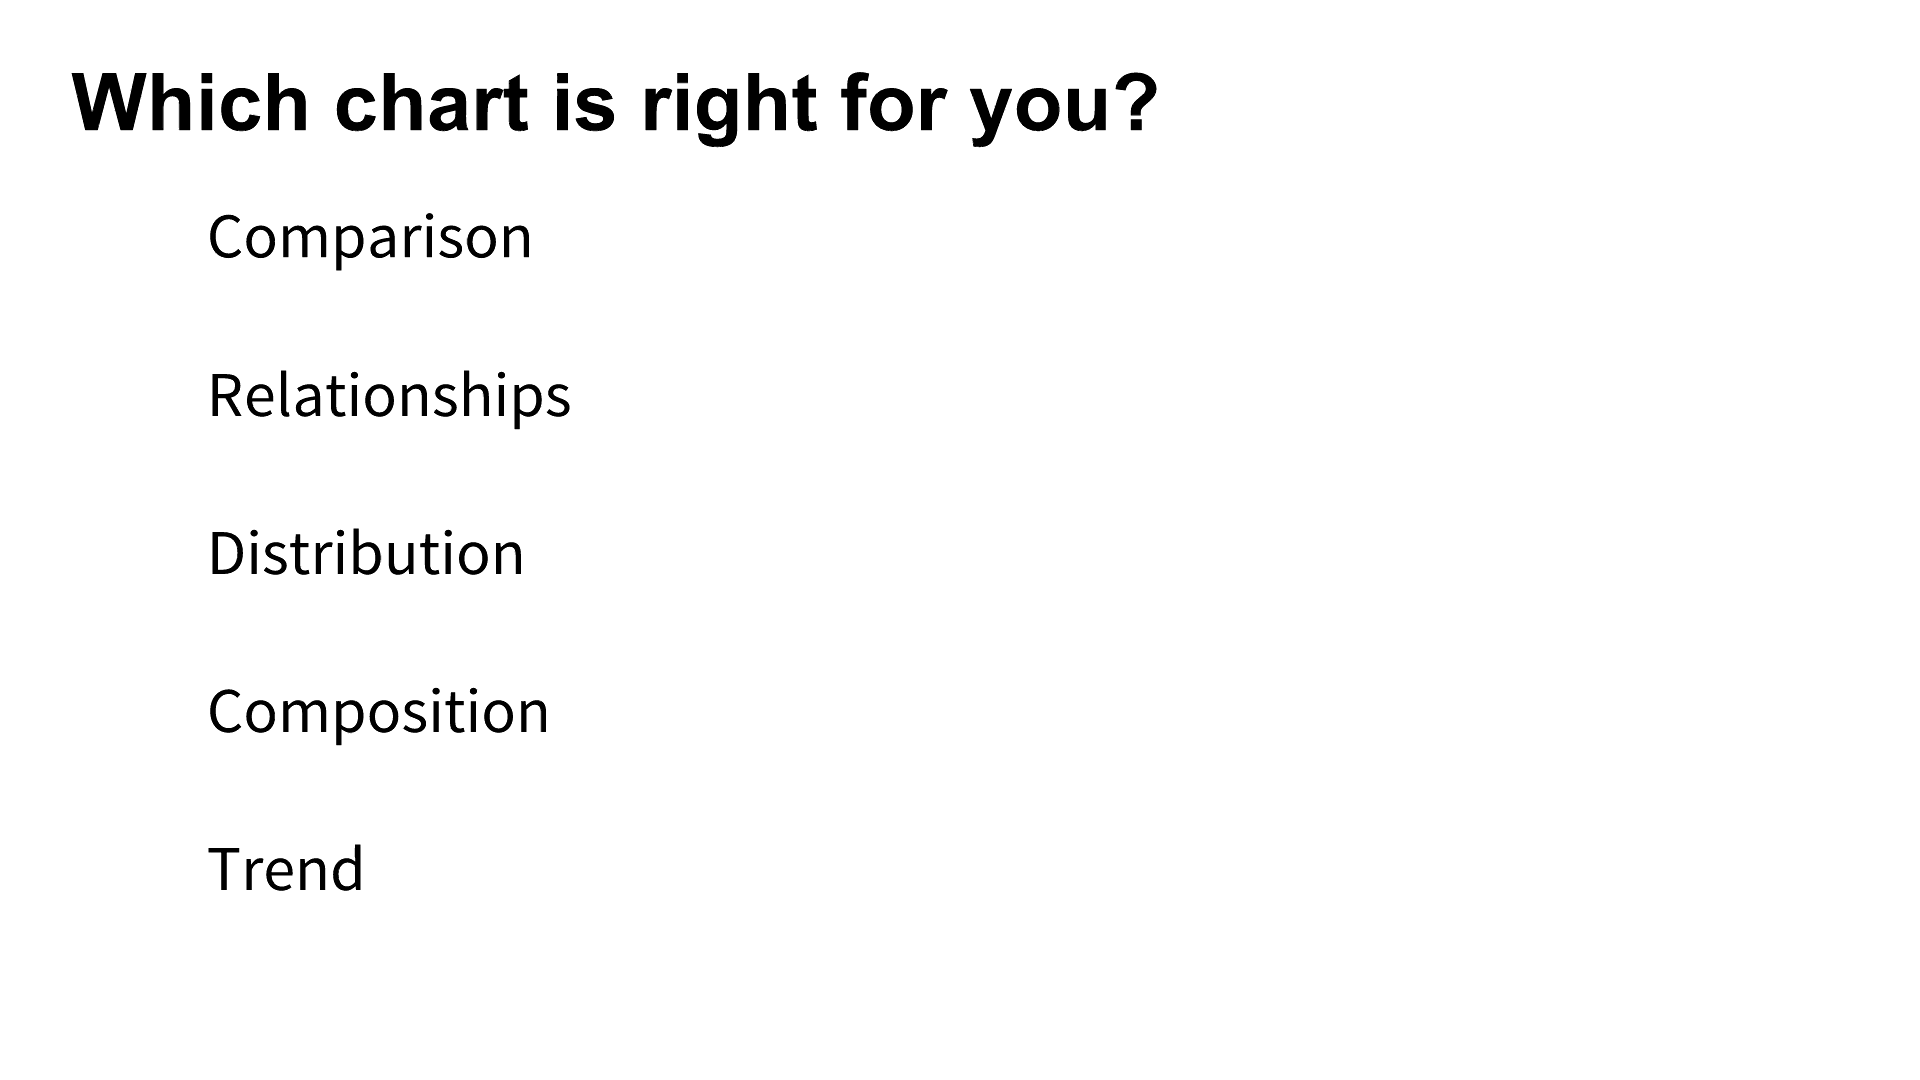 Which chart is right for you?
Comparison
Relationships
Distribution
Composition
Trend